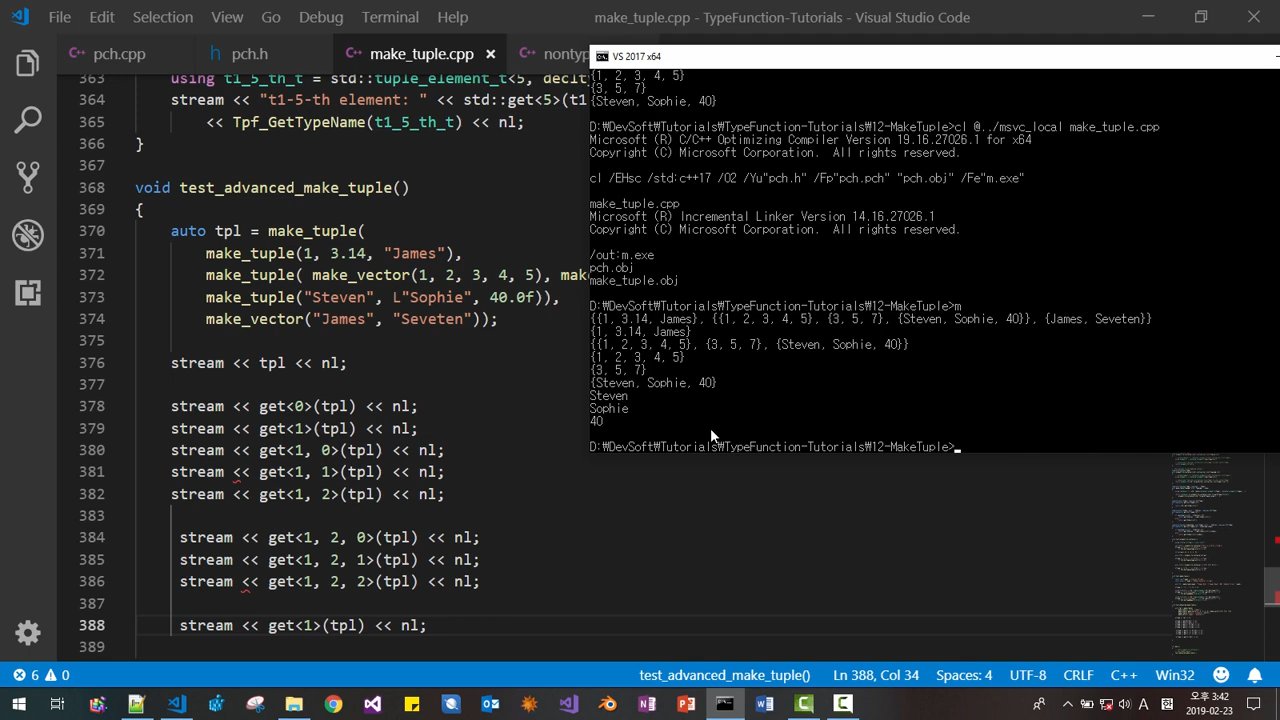 File Edit Selection View Go Debug Terminal Help make_tuple.cpp - TypeFunction-Tutorials - Visual Studio Code
pch.cpp pch.h make_tuple.cpp × nontyp
363 using t1_5_th_t = std::tuple_element_t<5, declt
364 stream << "t1-5-th element: " << std::get<5>(t1
365 << Tpf_GetTypeName(t1_5_th_t) << nl;
366 }
367
368 void test_advanced_make_tuple()
369 {
370 auto tpl = make_tuple(
371 make_tuple(1, 3.14, "James"),
372 make_tuple( make_vector(1, 2, 3, 4, 5), mak
373 make_tuple("Steven", L"Sophie", 40.0f)),
374 make_vector("James", "Seveten"));
375
376 stream << tpl << nl;
377
378 stream << get<0>(tpl) << nl;
379 stream << get<1>(tpl) << nl;
380 stream << get<1, 0>(tpl) << nl;
381 stream << get<1, 1>(tpl) << nl;
382 stream << get<1, 2>(tpl) << nl;
383
384 stream << get<1, 2, 0>(tpl) << nl;
385 stream << get<1, 2, 1>(tpl) << nl;
386 stream << get<1, 2, 2>(tpl) << nl;
387
388 stream << get<1>(tpl) << nl;
389
VS 2017 x64
{1, 2, 3, 4, 5}
{3, 5, 7}
{Steven, Sophie, 40}
D:₩DevSoft₩Tutorials₩TypeFunction-Tutorials₩12-MakeTuple>cl @../msvc_local make_tuple.cpp
Microsoft (R) C/C++ Optimizing Compiler Version 19.16.27026.1 for x64
Copyright (C) Microsoft Corporation.  All rights reserved.
cl /EHsc /std:c++17 /O2 /Yu"pch.h" /Fp"pch.pch" "pch.obj" /Fe"m.exe"
make_tuple.cpp
Microsoft (R) Incremental Linker Version 14.16.27026.1
Copyright (C) Microsoft Corporation.  All rights reserved.
/out:m.exe
pch.obj
make_tuple.obj
D:₩DevSoft₩Tutorials₩TypeFunction-Tutorials₩12-MakeTuple>m
{{1, 3.14, James}, {{1, 2, 3, 4, 5}, {3, 5, 7}, {Steven, Sophie, 40}}, {James, Seveten}}
{1, 3.14, James}
{{1, 2, 3, 4, 5}, {3, 5, 7}, {Steven, Sophie, 40}}
{1, 2, 3, 4, 5}
{3, 5, 7}
{Steven, Sophie, 40}
Steven
Sophie
40
D:₩DevSoft₩Tutorials₩TypeFunction-Tutorials₩12-MakeTuple>
6 0 test_advanced_make_tuple() Ln 388, Col 34 Spaces: 4 UTF-8 CRLF C++ Win32
A 오후 3:42
2019-02-23